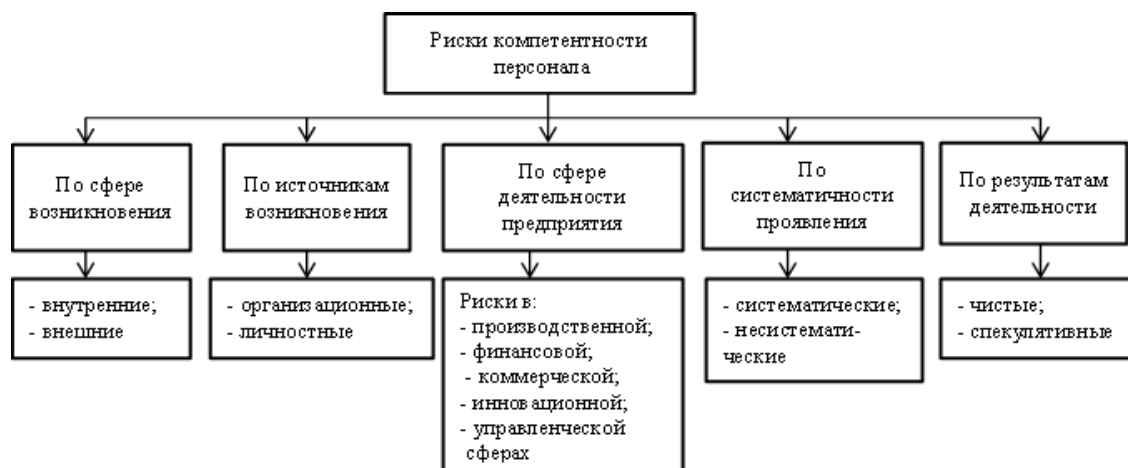 Риски компетентности
персонала
По сфере
возникновения
По источникам
возникновения
По сфере
деятельности
предприятия
По
систематичности
проявления
По результатам
деятельности
- внутренние;
- внешние
- организационные;
- личностные
Риски в:
- производственной;
- финансовой;
- коммерческой;
- инновационной;
- управленческой
сферах
- систематические;
- несистемати-
ческие
- чистые;
- спекулятивные